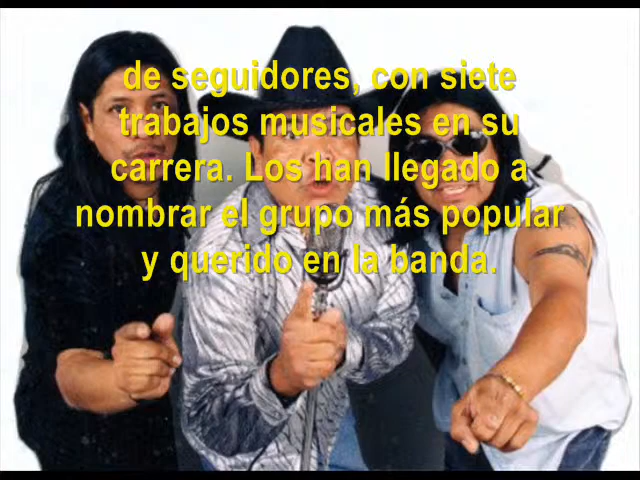 de seguidores, con siete
trabajos musicales en su
carrera. Los han llegado a
nombrar el grupo más popular
y querido en la banda.